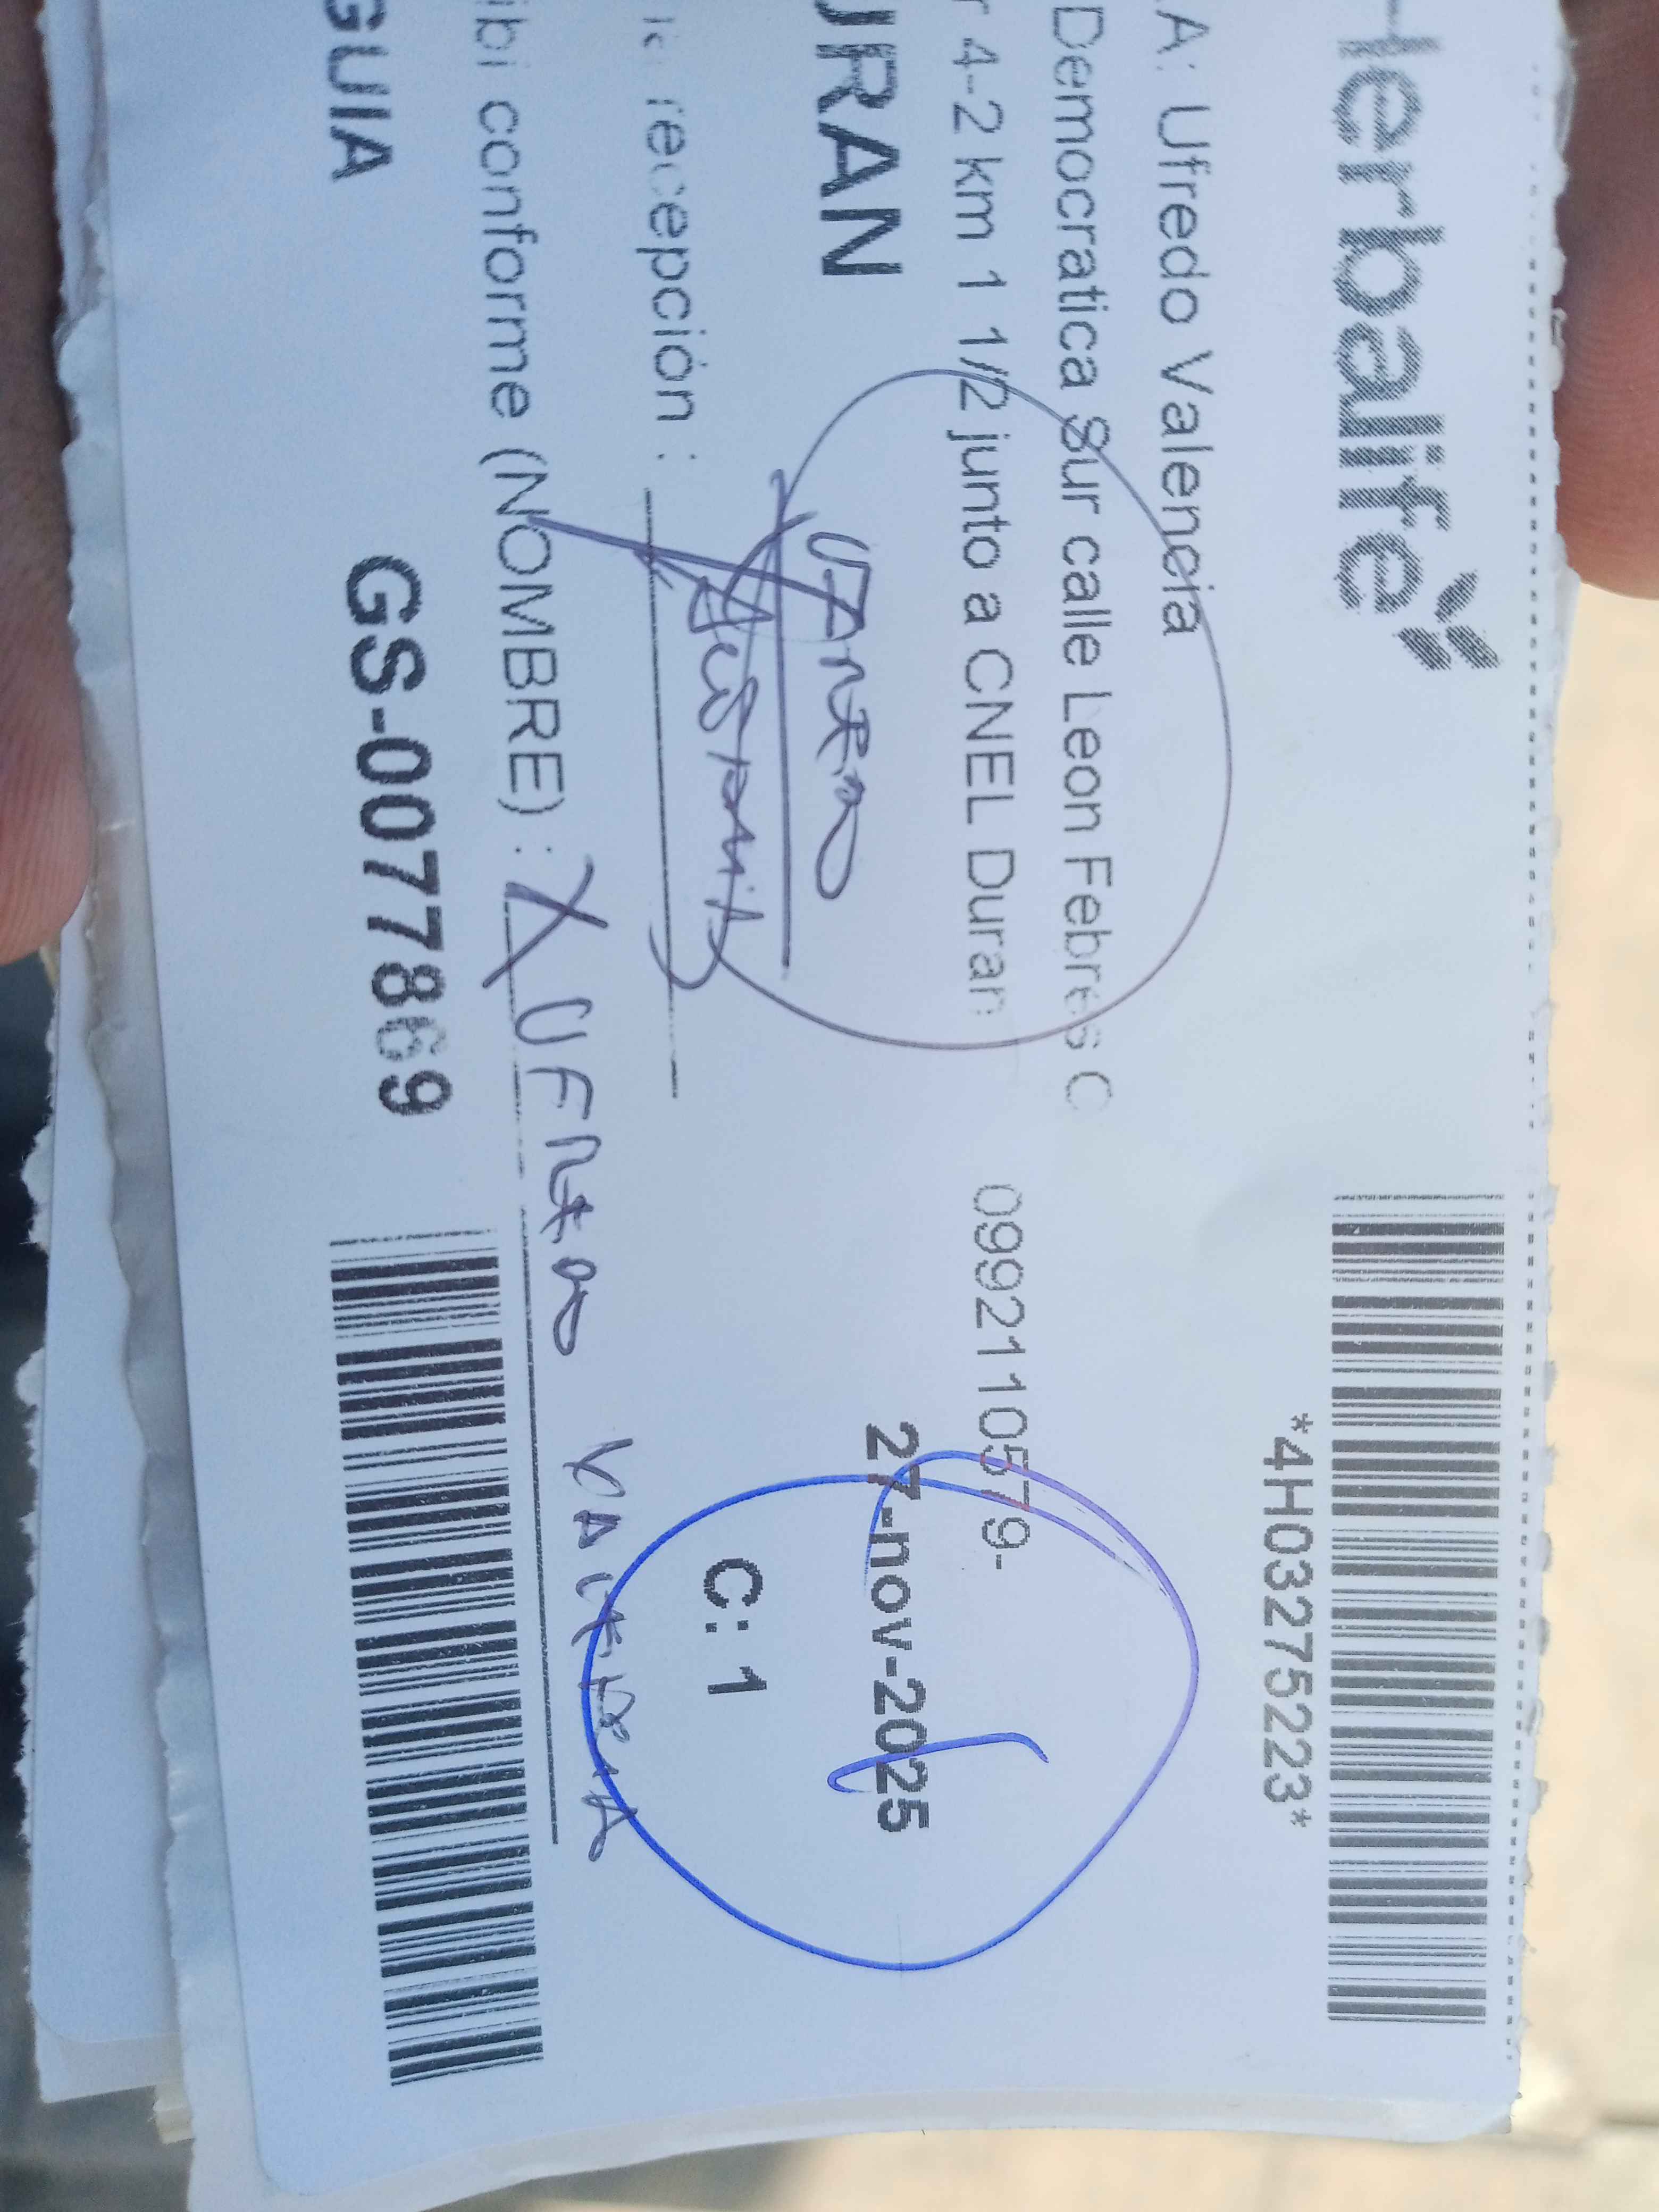 Herbalife
*4H03275223*
A: Ufredo Valencia
Democratica Sur calle Leon Febres C
r 4-2 km 1 1/2 junto a CNEL Duran 0992110579-
URAN 27-nov-2025
UFREDO
C: 1
recepción :
ibi conforme (NOMBRE) : X UFREDO VALENCIA
GUIA GS-0077869